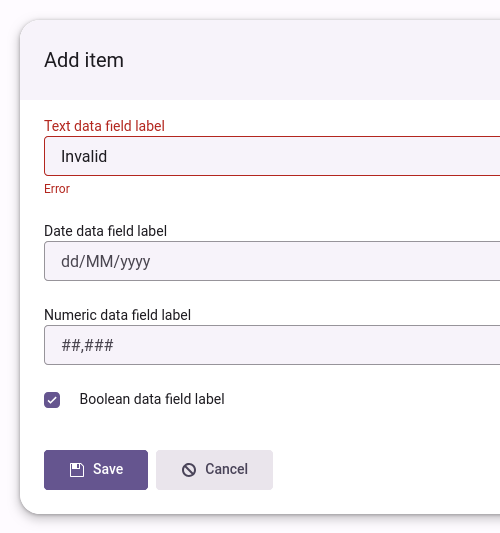 Add item
Text data field label
Invalid
Error
Date data field label
dd/MM/yyyy
Numeric data field label
##,###
Boolean data field label
Save Cancel